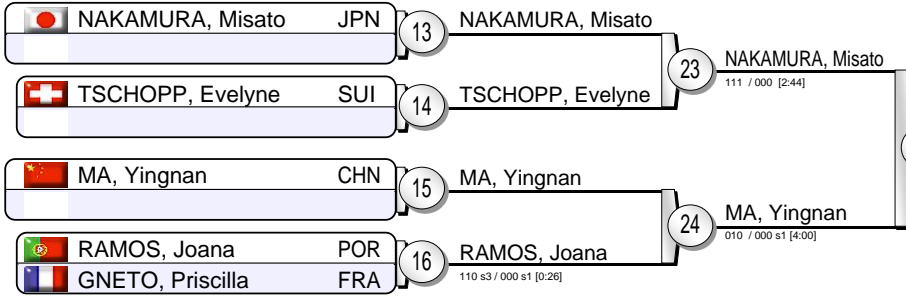 NAKAMURA, Misato JPN
13
NAKAMURA, Misato
TSCHOPP, Evelyne SUI
14
TSCHOPP, Evelyne
23
NAKAMURA, Misato
111 / 000 [2:44]
MA, Yingnan CHN
15
MA, Yingnan
RAMOS, Joana POR
GNETO, Priscilla FRA
16
RAMOS, Joana
110 s3 / 000 s1 [0:26]
24
MA, Yingnan
010 / 000 s1 [4:00]